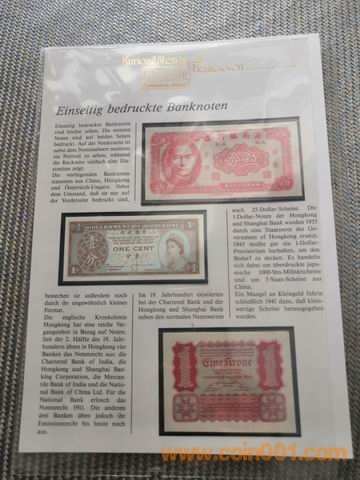 Kuriositäten
Banknoten
Einseitig bedruckte Banknoten
Einseitig bedruckte Banknoten
sind höchst selten. Die meisten
Noten sind auf beiden Seiten
bedruckt. Auf der Vorderseite ist
neben dem Nominalwert meistens
ein Portrait zu sehen, während
die Rückseite vielfach eine Illu-
stration zeigt.
Die vorliegenden Banknoten
stammen aus China, Hongkong
und Österreich-Ungarn. Nebst
dem Umstand, daß sie nur auf
der Vorderseite bedruckt sind,
GOVERNMENT OF HONGKONG
ONE CENT
bestechen sie außerdem noch
durch ihr ungewöhnlich kleines
Format.
Die englische Kronkolonie
Hongkong hat eine reiche Ver-
gangenheit in Bezug auf Noten.
Seit der 2. Hälfte des 19. Jahr-
hunderts übten in Hongkong vier
Banken das Notenrecht aus: die
Chartered Bank of India, die
Hongkong and Shanghai Ban-
king Corporation, die Mercan-
tile Bank of India und die Natio-
nal Bank of China Ltd. Für die
National Bank erlosch das
Notenrecht 1911. Die anderen
drei Banken üben jedoch ihr
Emissionsrecht bis heute noch
aus.
Im 19. Jahrhundert existierten
bei der Chartered Bank und der
Hongkong and Shanghai Bank
neben den normalen Nennwerten
auch 25-Dollar-Scheine. Die
1-Dollar-Noten der Hongkong
and Shanghai Bank wurden 1935
durch eine Staatsnote des Go-
vernment of Hongkong ersetzt.
1945 mußte gar ein 1-Dollar-
Provisorium herhalten, um den
Bedarf zu decken. Es handelte
sich dabei um überdruckte japa-
nische 1000-Yen-Militärscheine
und um 5-Yuan-Scheine aus
China.
Ein Mangel an Kleingeld führte
schließlich 1941 dazu, daß klein-
wertige Scheine herausgegeben
wurden.
Eine Krone
1
www.coin001.com